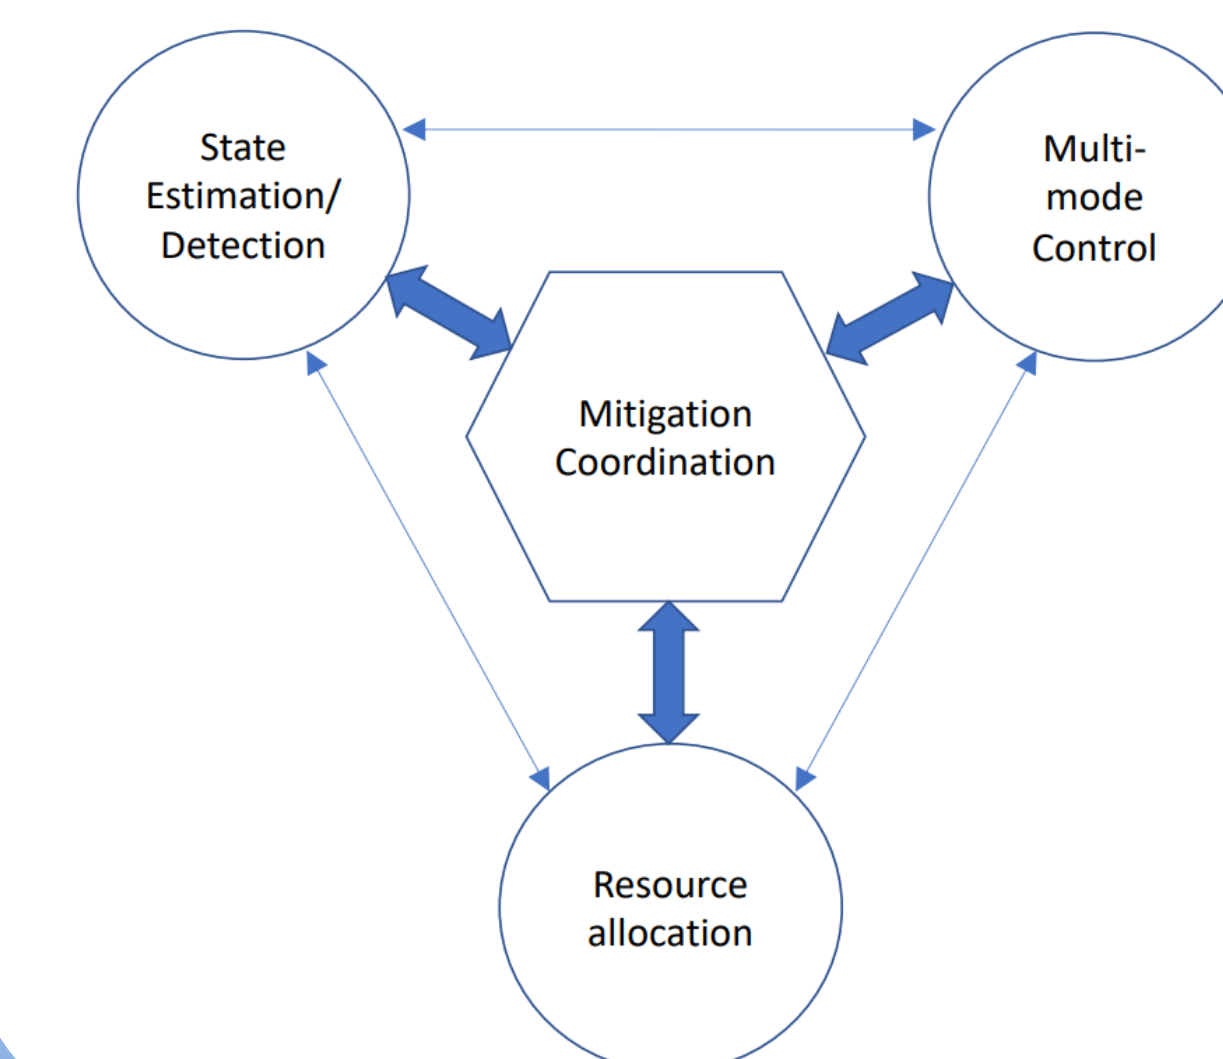 State
Estimation/
Detection
Multi-
mode
Control
Mitigation
Coordination
Resource
allocation